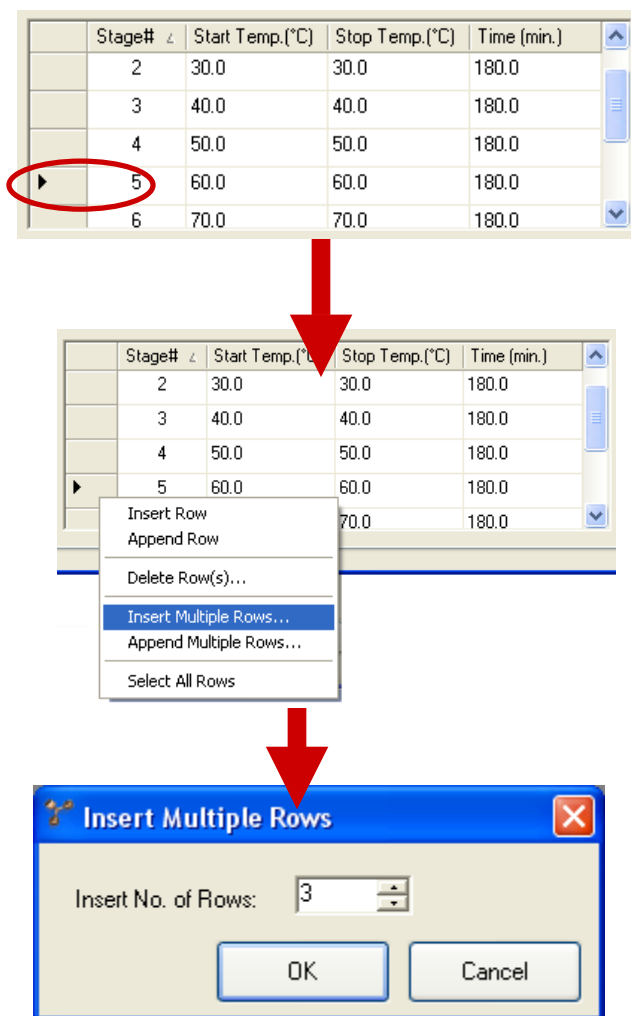 Stage# Start Temp.(°C) Stop Temp.(°C) Time (min.)
2 30.0 30.0 180.0
3 40.0 40.0 180.0
4 50.0 50.0 180.0
5 60.0 60.0 180.0
6 70.0 70.0 180.0
Stage# Start Temp.(°C) Stop Temp.(°C) Time (min.)
2 30.0 30.0 180.0
3 40.0 40.0 180.0
4 50.0 50.0 180.0
5 60.0 60.0 180.0
70.0 180.0
Insert Row
Append Row
Delete Row(s)...
Insert Multiple Rows...
Append Multiple Rows...
Select All Rows
Insert Multiple Rows
Insert No. of Rows: 3
OK Cancel